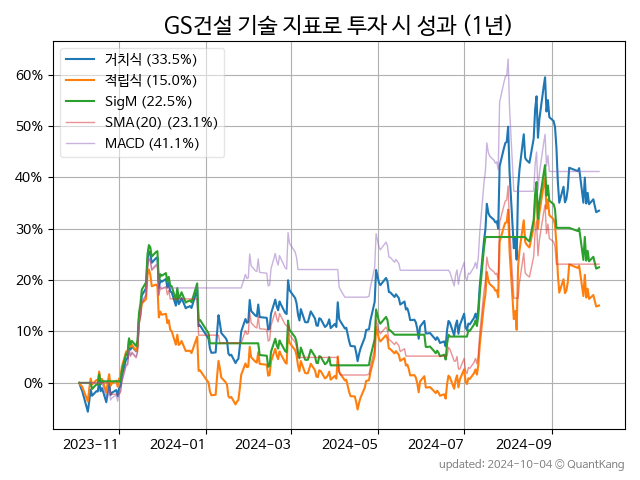 GS건설 기술 지표로 투자 시 성과 (1년)
거치식 (33.5%)
적립식 (15.0%)
SigM (22.5%)
SMA(20) (23.1%)
MACD (41.1%)
60%
50%
40%
30%
20%
10%
0%
2023-11 2024-01 2024-03 2024-05 2024-07 2024-09
updated: 2024-10-04 © QuantKang